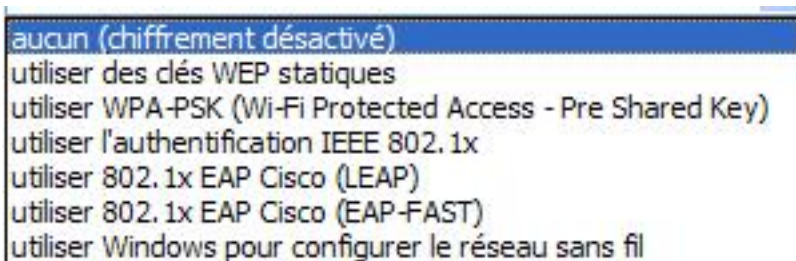 aucun (chiffrement désactivé)
utiliser des clés WEP statiques
utiliser WPA-PSK (Wi-Fi Protected Access - Pre Shared Key)
utiliser l'authentification IEEE 802.1x
utiliser 802.1x EAP Cisco (LEAP)
utiliser 802.1x EAP Cisco (EAP-FAST)
utiliser Windows pour configurer le réseau sans fil